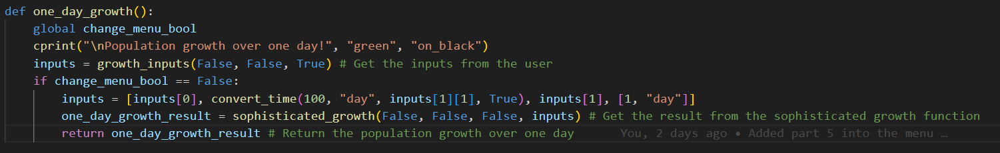 def one_day_growth():
    global change_menu_bool
    cprint("\nPopulation growth over one day!", "green", "on_black")
    inputs = growth_inputs(False, False, True) # Get the inputs from the user
    if change_menu_bool == False:
        inputs = [inputs[0], convert_time(100, "day", inputs[1][1], True), inputs[1], [1, "day"]]
        one_day_growth_result = sophisticated_growth(False, False, False, inputs) # Get the result from the sophisticated growth function
        return one_day_growth_result # Return the population growth over one day      You, 2 days ago • Added part 5 into the menu …